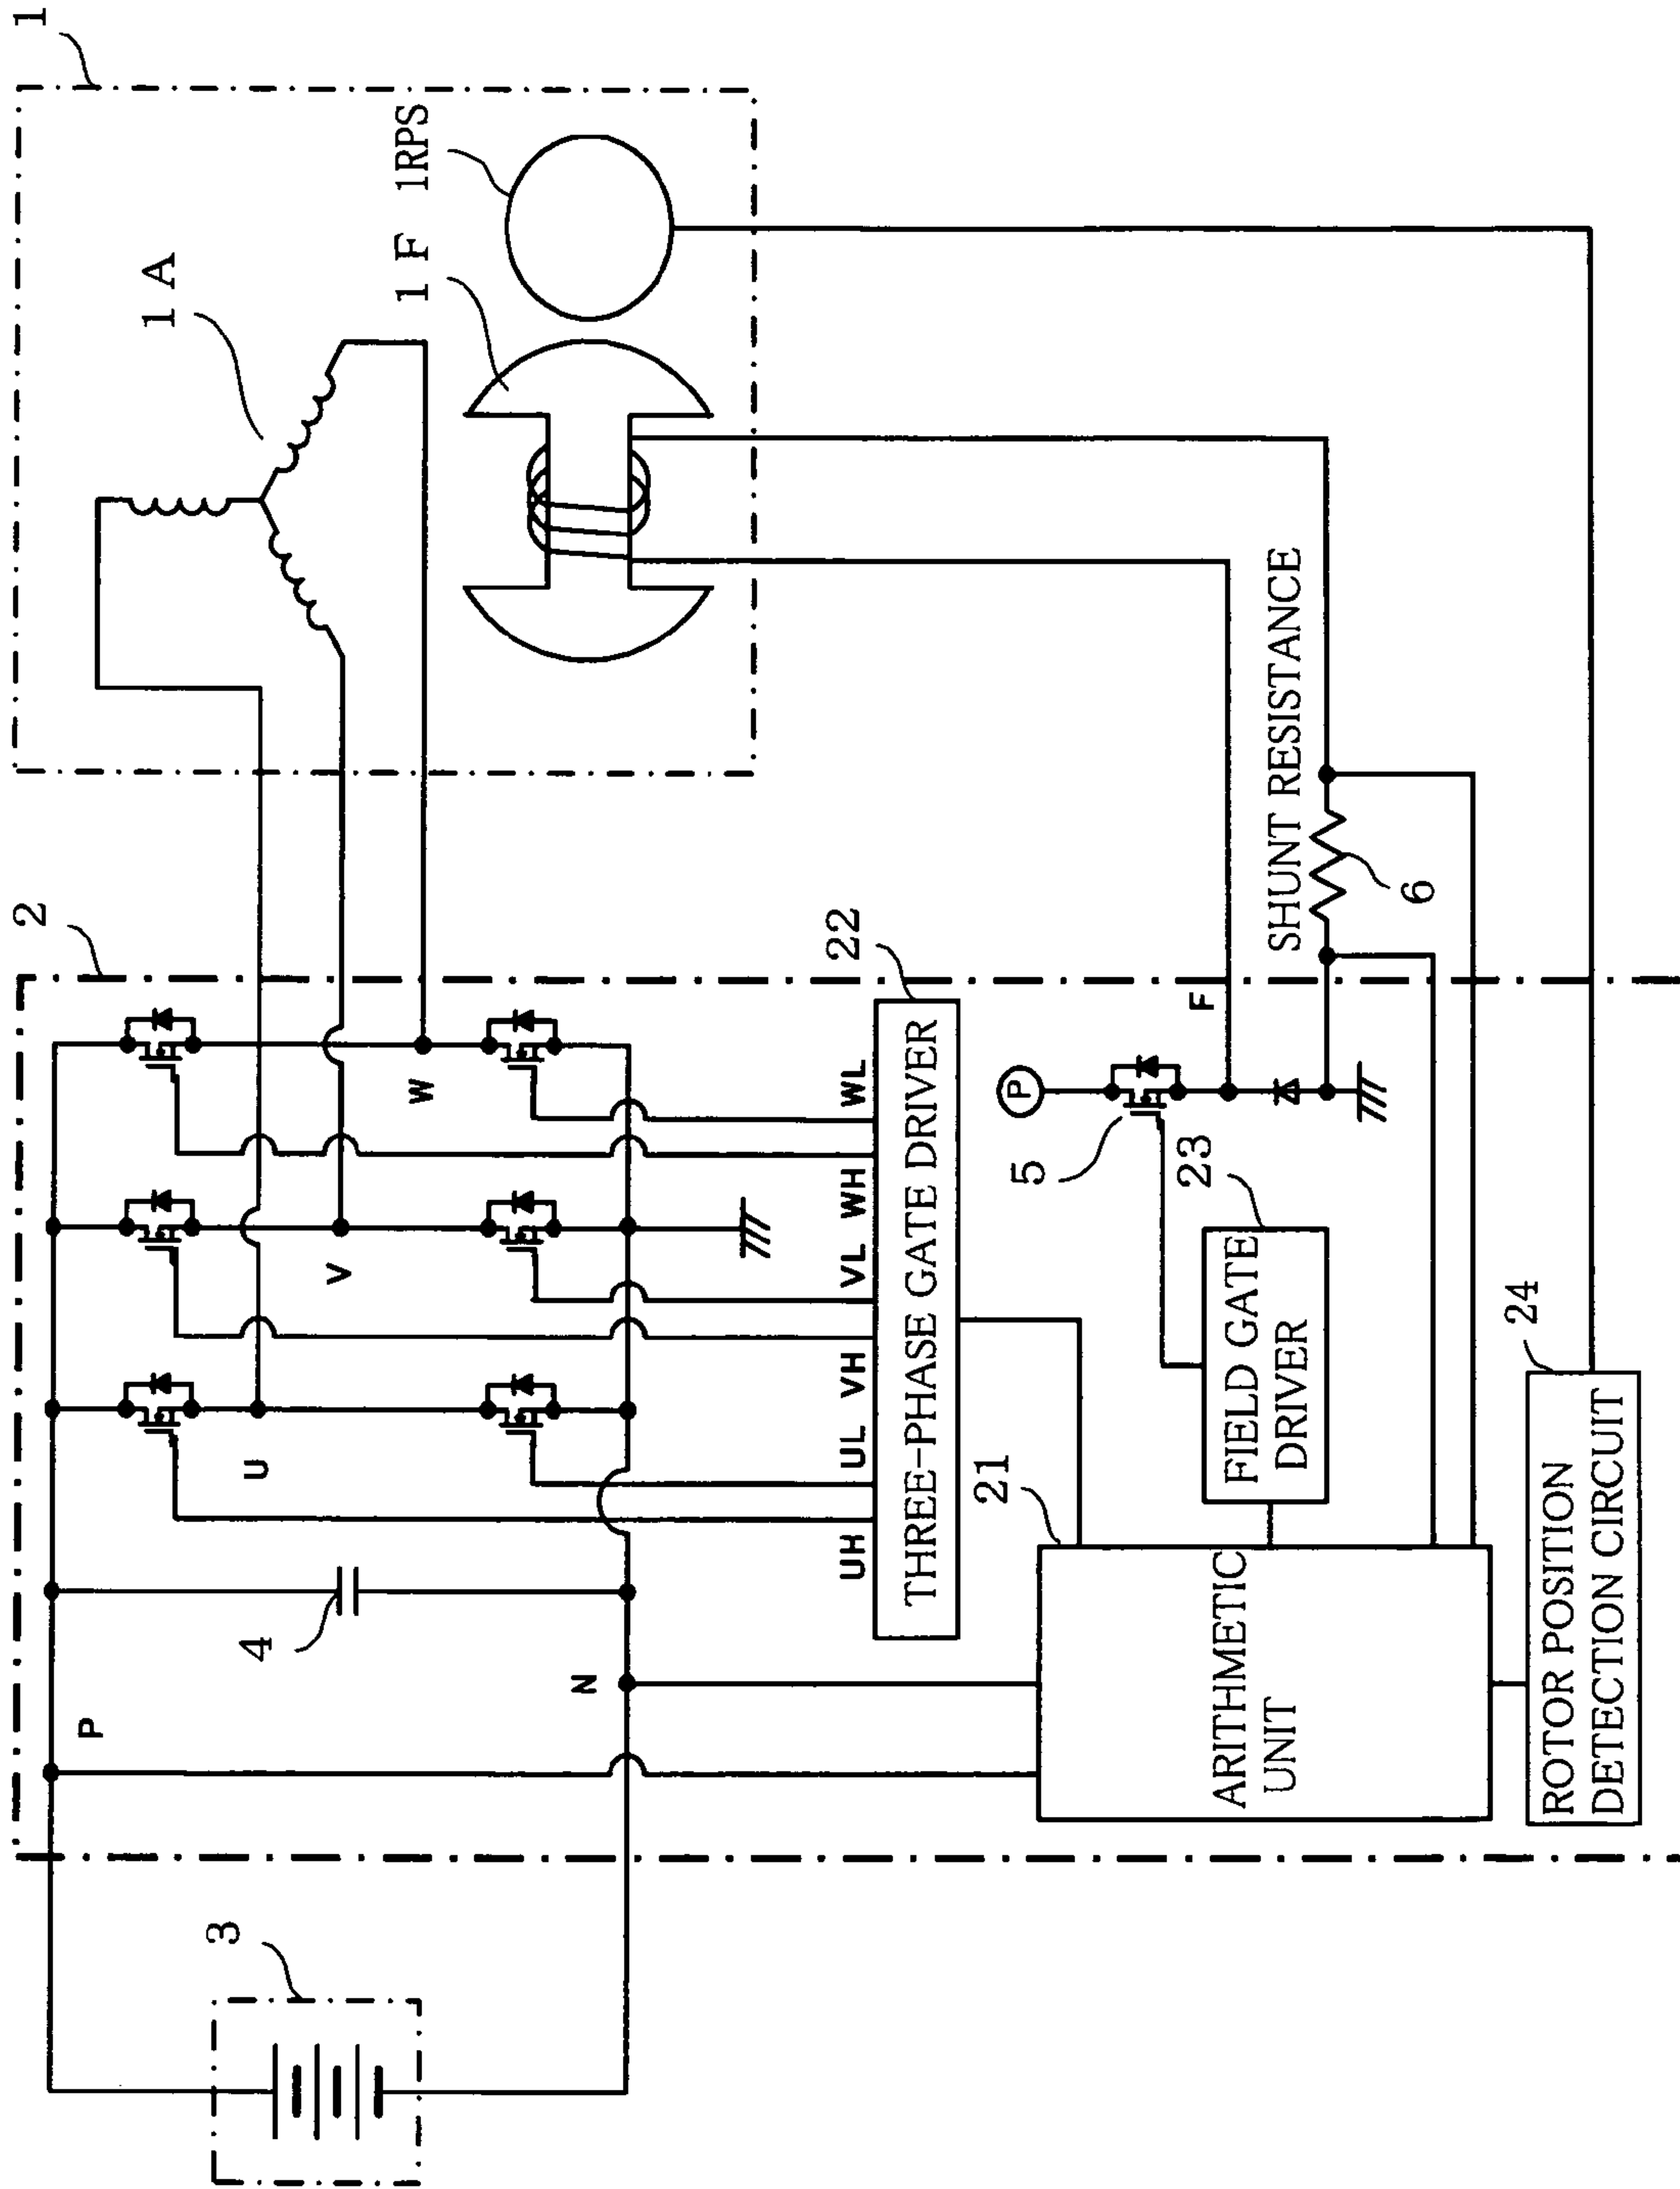 1
1 A
1 F
1RPS
2
3
4
P
N
U
V
W
UH
UL
VH
VL
WH
WL
22
THREE-PHASE GATE DRIVER
21
ARITHMETIC
UNIT
23
FIELD GATE
DRIVER
5
P
F
SHUNT RESISTANCE
6
24
ROTOR POSITION
DETECTION CIRCUIT